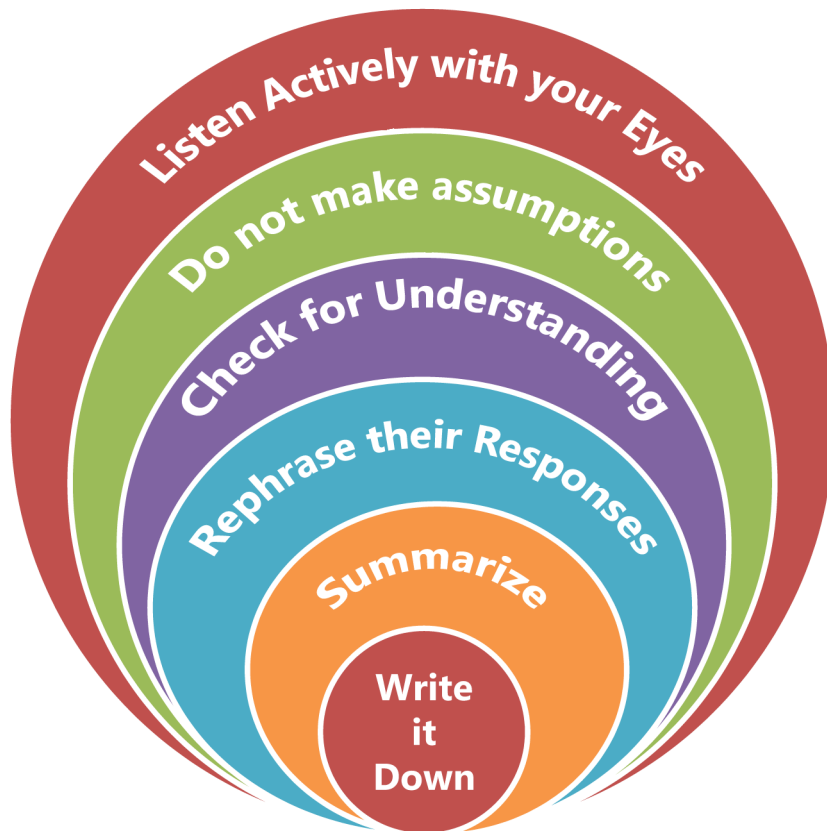 Listen Actively with your Eyes
Do not make assumptions
Check for Understanding
Rephrase their Responses
Summarize
Write
it
Down